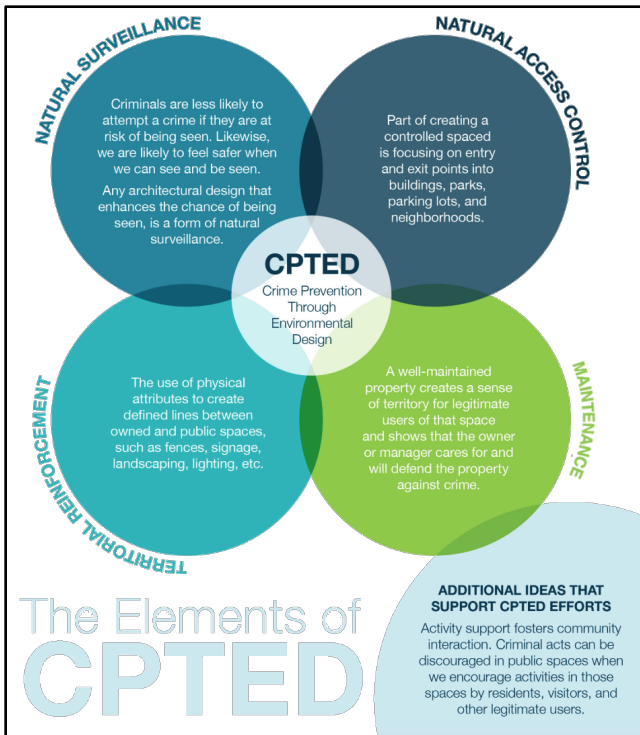 NATURAL SURVEILLANCE
Criminals are less likely to
attempt a crime if they are at
risk of being seen. Likewise,
we are likely to feel safer when
we can see and be seen.
Any architectural design that
enhances the chance of being
seen, is a form of natural
surveillance.
NATURAL ACCESS CONTROL
Part of creating a
controlled spaced
is focusing on entry
and exit points into
buildings, parks,
parking lots, and
neighborhoods.
CPTED
Crime Prevention
Through
Environmental
Design
TERRITORIAL REINFORCEMENT
The use of physical
attributes to create
defined lines between
owned and public spaces,
such as fences, signage,
landscaping, lighting, etc.
MAINTENANCE
A well-maintained
property creates a sense
of territory for legitimate
users of that space
and shows that the owner
or manager cares for and
will defend the property
against crime.
The Elements of
CPTED
ADDITIONAL IDEAS THAT
SUPPORT CPTED EFFORTS
Activity support fosters community
interaction. Criminal acts can be
discouraged in public spaces when
we encourage activities in those
spaces by residents, visitors, and
other legitimate users.